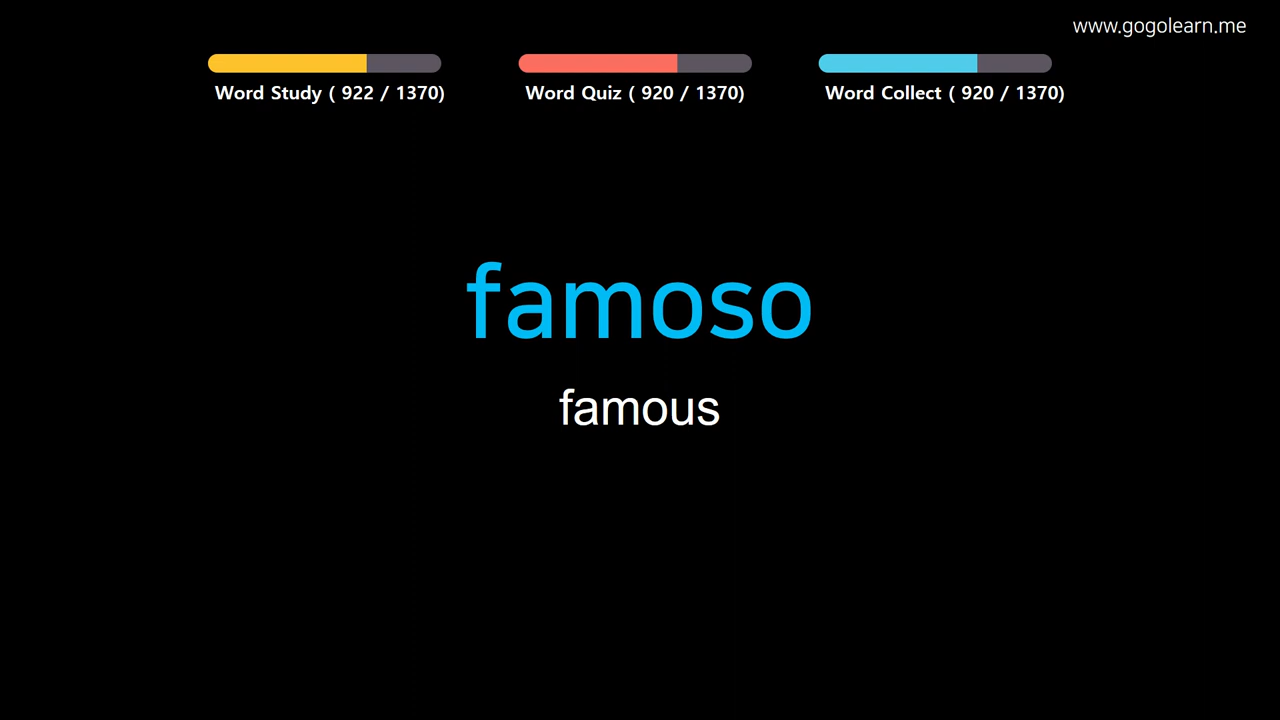 www.gogolearn.me
Word Study ( 922 / 1370)
Word Quiz ( 920 / 1370)
Word Collect ( 920 / 1370)
famoso
famous